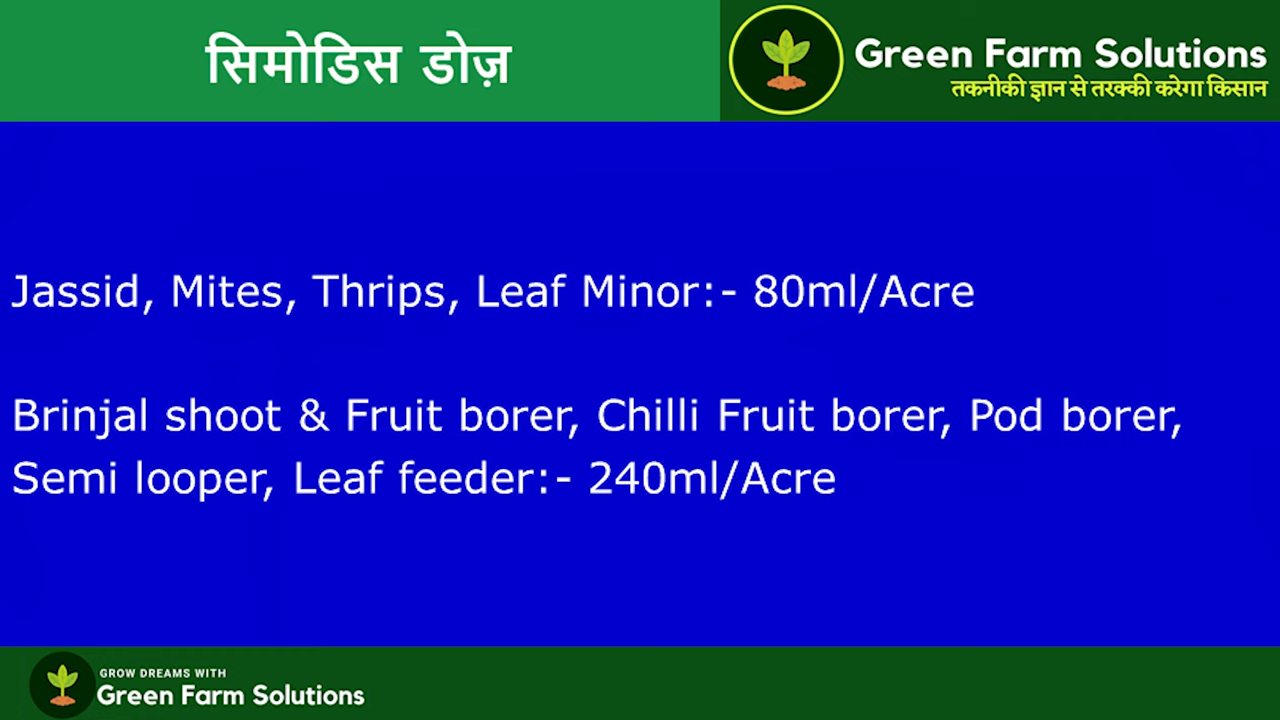 सिमोडिस डोज़
Green Farm Solutions
तकनीकी ज्ञान से तरक्की करेगा किसान
Jassid, Mites, Thrips, Leaf Minor:- 80ml/Acre
Brinjal shoot & Fruit borer, Chilli Fruit borer, Pod borer,
Semi looper, Leaf feeder:- 240ml/Acre
GROW DREAMS WITH
Green Farm Solutions